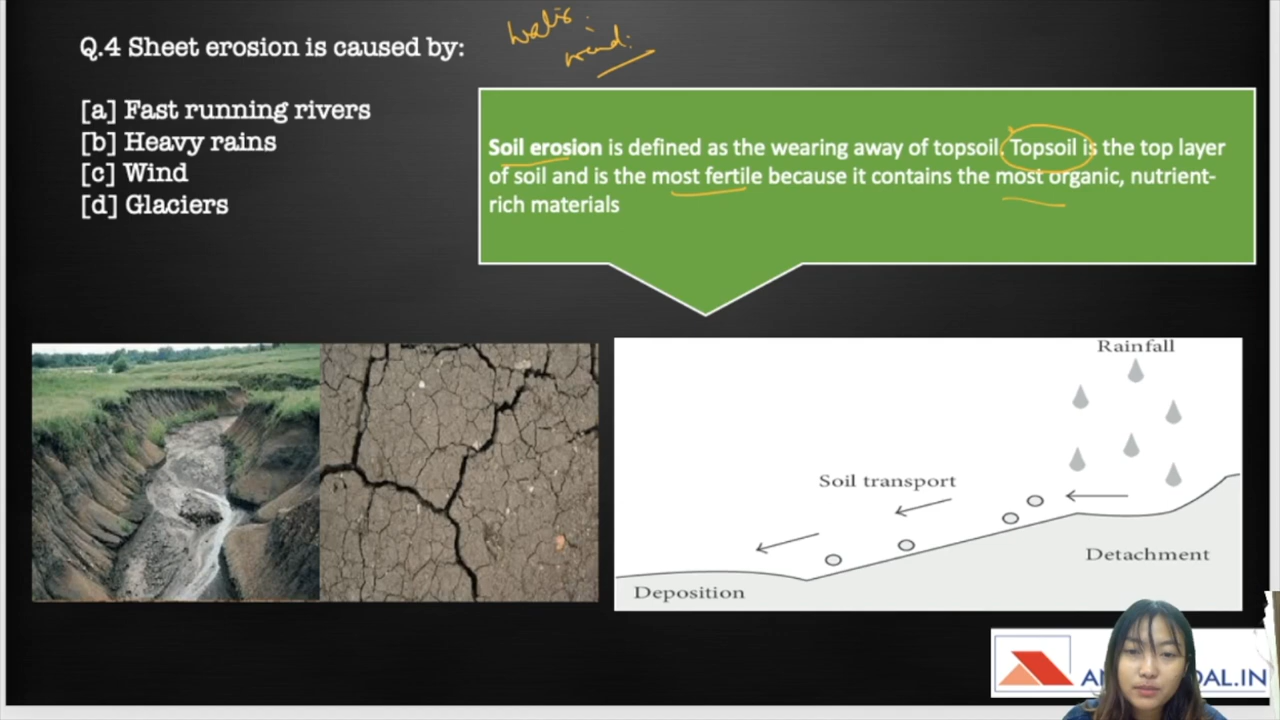 Q.4 Sheet erosion is caused by:
[a] Fast running rivers
[b] Heavy rains
[c] Wind
[d] Glaciers
wind
Soil erosion is defined as the wearing away of topsoil. Topsoil is the top layer
of soil and is the most fertile because it contains the most organic, nutrient-
rich materials
Rainfall
Soil transport
Detachment
Deposition